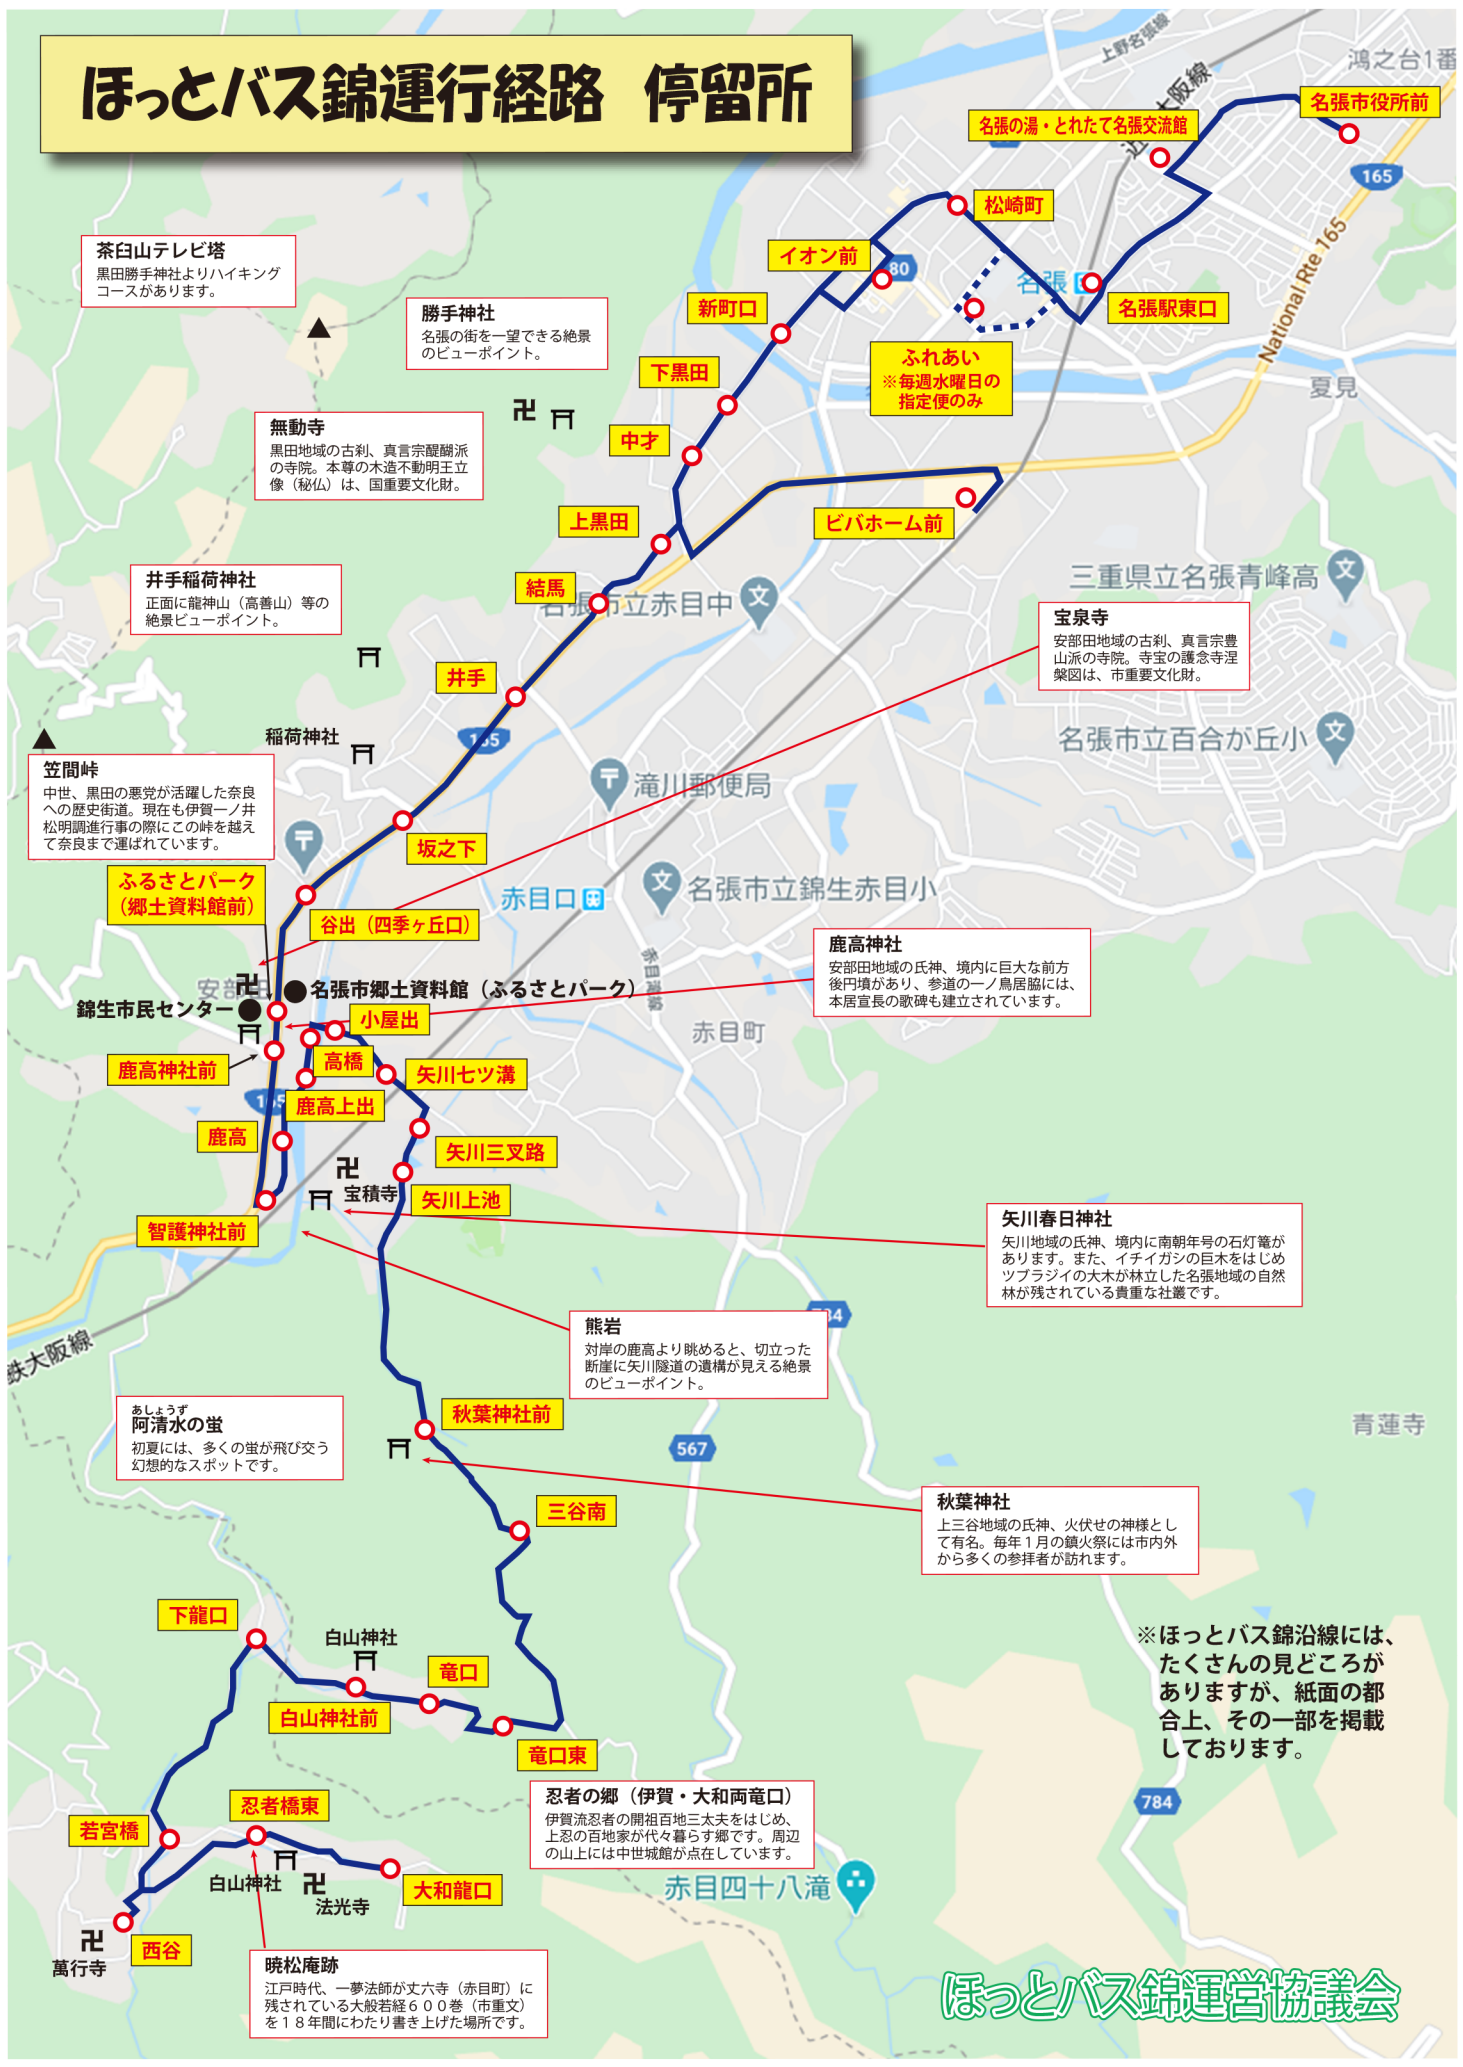 ほっとバス錦運行経路　停留所
上野名張線
鴻之台1番
大阪線
名張市役所前
名張の湯・とれたて名張交流館
165
松崎町
イオン前
80
名張
名張駅東口
新町口
National Rte 165
茶臼山テレビ塔
黒田勝手神社よりハイキング
コースがあります。
勝手神社
名張の街を一望できる絶景
のビューポイント。
ふれあい
※毎週水曜日の
指定便のみ
下黒田
夏見
無動寺
黒田地域の古刹、真言宗醍醐派
の寺院。本尊の木造不動明王立
像（秘仏）は、国重要文化財。
卍
中才
上黒田
ビバホーム前
井手稲荷神社
正面に龍神山（高善山）等の
絶景ビューポイント。
結馬
名張市立赤目中
文
三重県立名張青峰高
文
宝泉寺
安部田地域の古刹、真言宗豊
山派の寺院。寺宝の護念寺涅
槃図は、市重要文化財。
井手
稲荷神社
165
名張市立百合が丘小
文
笠間峠
中世、黒田の悪党が活躍した奈良
への歴史街道。現在も伊賀一ノ井
松明調進行事の際にこの峠を越え
て奈良まで運ばれています。
滝川郵便局
坂之下
ふるさとパーク
（郷土資料館前）
赤目口
文
名張市立錦生赤目小
谷出（四季ヶ丘口）
鹿高神社
安部田地域の氏神、境内に巨大な前方
後円墳があり、参道の一ノ鳥居脇には、
本居宣長の歌碑も建立されています。
卍
安部田
名張市郷土資料館（ふるさとパーク）
錦生市民センター
小屋出
赤目町
高橋
鹿高神社前
矢川七ツ溝
165
鹿高上出
鹿高
矢川三叉路
卍
宝積寺
矢川上池
智護神社前
矢川春日神社
矢川地域の氏神、境内に南朝年号の石灯篭が
あります。また、イチイガシの巨木をはじめ
ツブラジイの大木が林立した名張地域の自然
林が残されている貴重な社叢です。
熊岩
対岸の鹿高より眺めると、切立った
断崖に矢川隧道の遺構が見える絶景
のビューポイント。
鉄大阪線
あしょうず
阿清水の蛍
初夏には、多くの蛍が飛び交う
幻想的なスポットです。
秋葉神社前
567
青蓮寺
秋葉神社
上三谷地域の氏神、火伏せの神様とし
て有名。毎年１月の鎮火祭には市内外
から多くの参拝者が訪れます。
三谷南
下龍口
白山神社
竜口
白山神社前
竜口東
※ほっとバス錦沿線には、
たくさんの見どころが
ありますが、紙面の都
合上、その一部を掲載
しております。
忍者の郷（伊賀・大和両竜口）
伊賀流忍者の開祖百地三太夫をはじめ、
上忍の百地家が代々暮らす郷です。周辺
の山上には中世城館が点在しています。
784
忍者橋東
若宮橋
白山神社
卍
法光寺
大和龍口
赤目四十八滝
西谷
卍
萬行寺
暁松庵跡
江戸時代、一夢法師が丈六寺（赤目町）に
残されている大般若経６００巻（市重文）
を１８年間にわたり書き上げた場所です。
ほっとバス錦運営協議会